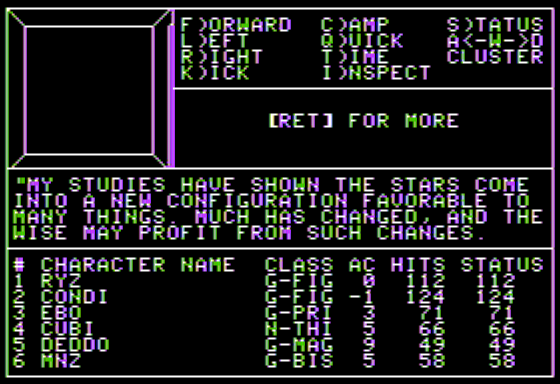 F)ORWARD C)AMP S)TATUS
L)EFT Q)UICK A<-W->D
R)IGHT T)IME CLUSTER
K)ICK I)NSPECT
[RET] FOR MORE
"MY STUDIES HAVE SHOWN THE STARS COME
INTO A NEW CONFIGURATION FAVORABLE TO
MANY THINGS. MUCH HAS CHANGED, AND THE
WISE MAY PROFIT FROM SUCH CHANGES.
# CHARACTER NAME CLASS AC HITS STATUS
1 RYZ G-FIG 0 112 112
2 CONDI G-FIG -1 124 124
3 EBO G-PRI 3 71 71
4 CUBI N-THI 5 66 66
5 DEDDO G-MAG 9 49 49
6 MNZ G-BIS 5 58 58